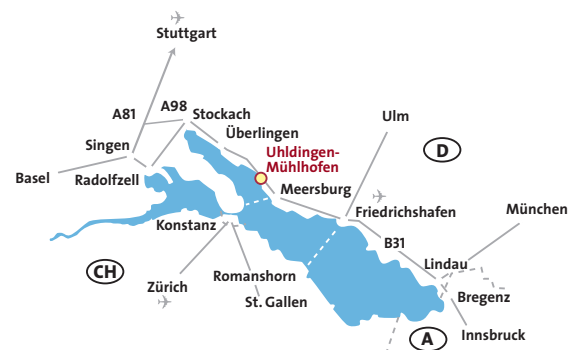 Stuttgart
A81
A98
Stockach
Überlingen
Ulm
Singen
Uhldingen-
Mühlhofen
D
Basel
Radolfzell
Meersburg
Friedrichshafen
München
Konstanz
B31
CH
Lindau
Zürich
Romanshorn
St. Gallen
Bregenz
A
Innsbruck